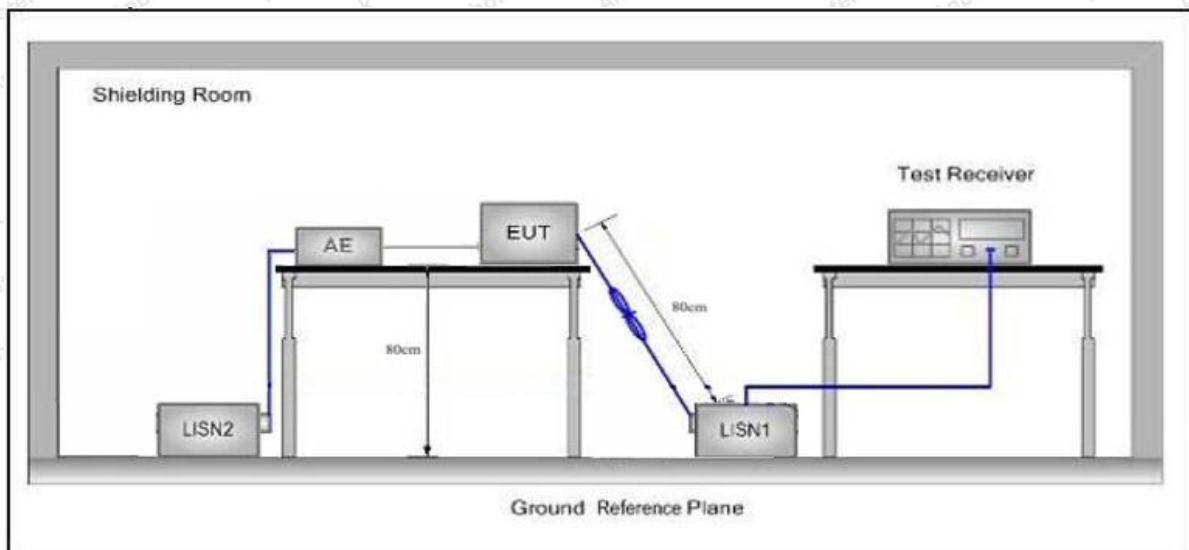 Shielding Room
Test Receiver
EUT
AE
80cm
80cm
LISN2
LISN1
Ground Reference Plane